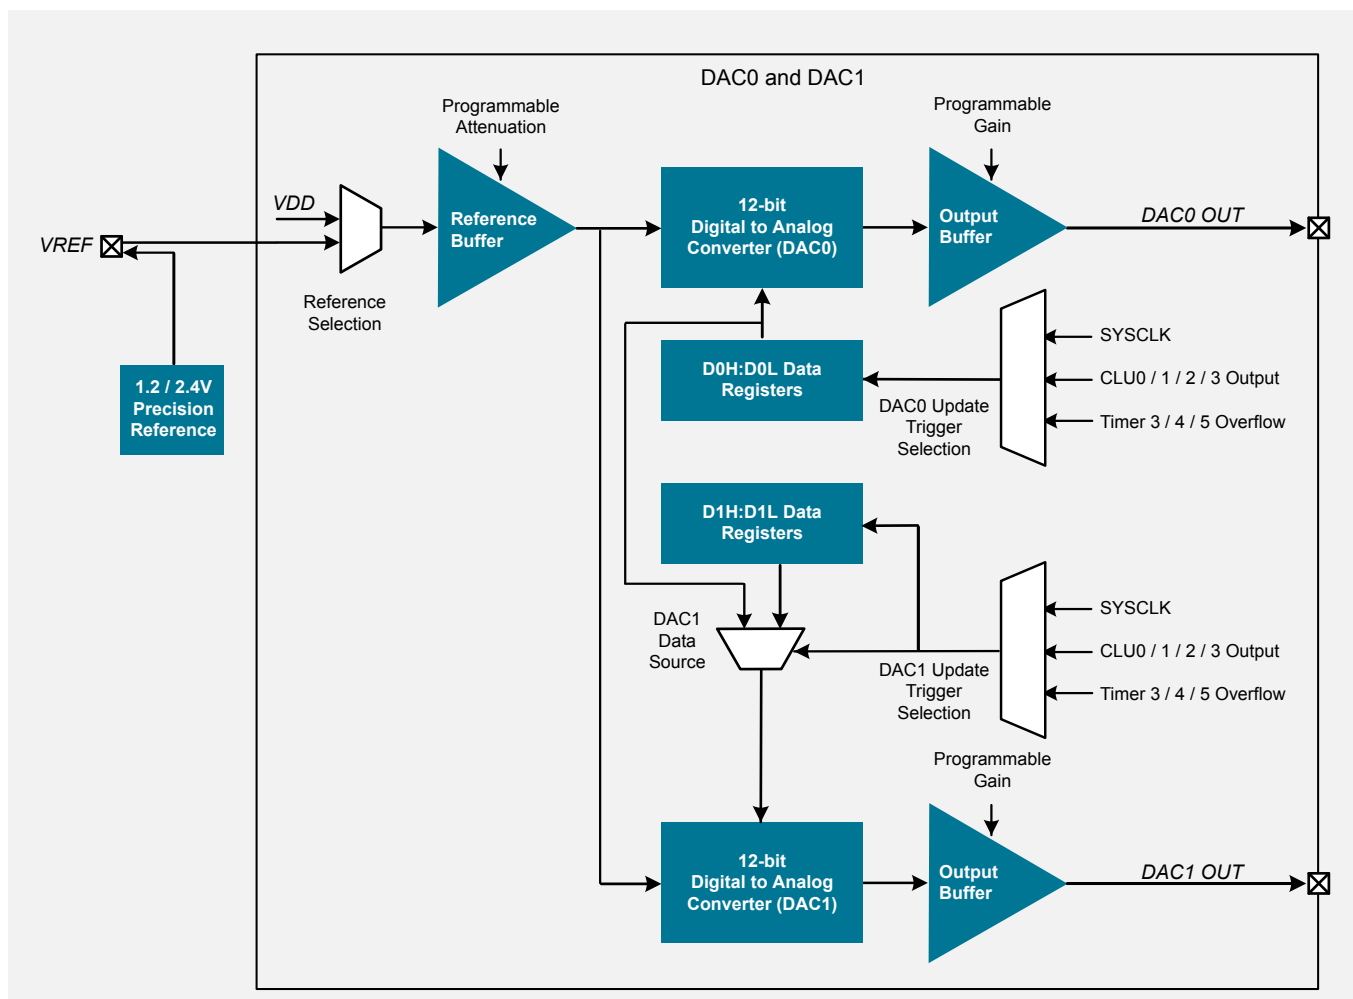 DAC0 and DAC1
Programmable
Attenuation
Programmable
Gain
VDD
VREF
Reference
Buffer
12-bit
Digital to Analog
Converter (DAC0)
Output
Buffer
DAC0 OUT
Reference
Selection
1.2 / 2.4V
Precision
Reference
D0H:D0L Data
Registers
DAC0 Update
Trigger
Selection
SYSCLK
CLU0 / 1 / 2 / 3 Output
Timer 3 / 4 / 5 Overflow
D1H:D1L Data
Registers
DAC1
Data
Source
DAC1 Update
Trigger
Selection
SYSCLK
CLU0 / 1 / 2 / 3 Output
Timer 3 / 4 / 5 Overflow
Programmable
Gain
12-bit
Digital to Analog
Converter (DAC1)
Output
Buffer
DAC1 OUT